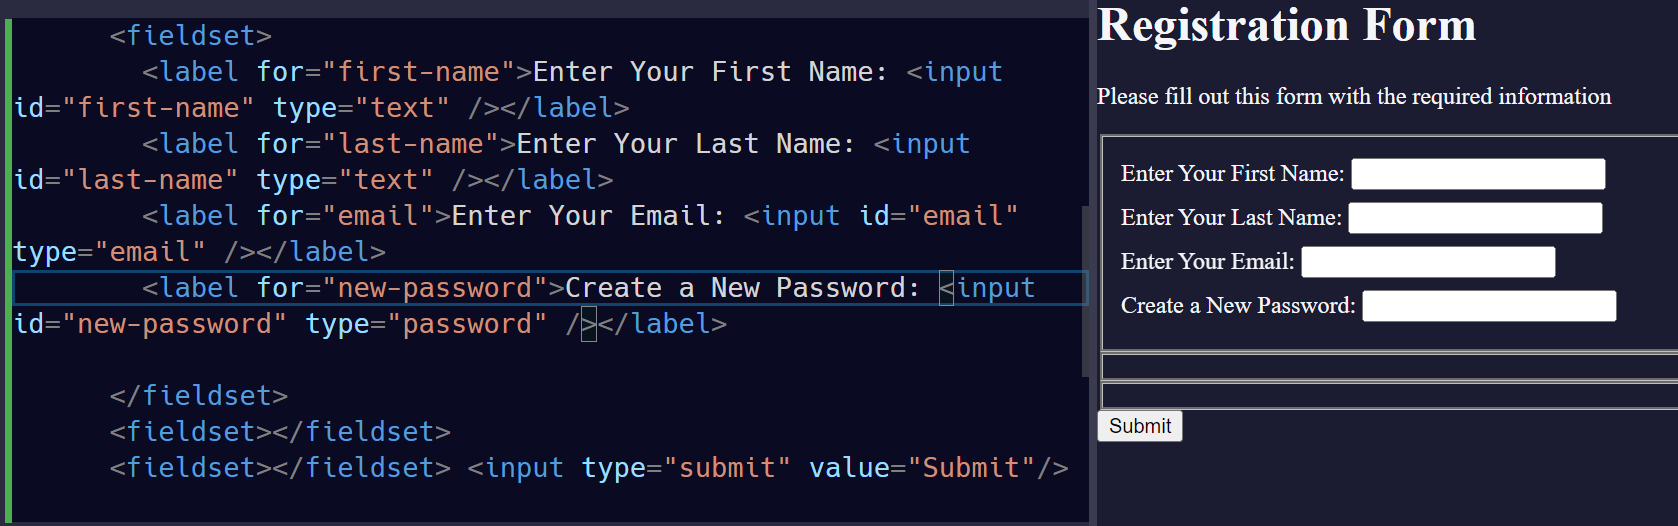 <fieldset>
<label for="first-name">Enter Your First Name: <input
id="first-name" type="text" /></label>
<label for="last-name">Enter Your Last Name: <input
id="last-name" type="text" /></label>
<label for="email">Enter Your Email: <input id="email"
type="email" /></label>
<label for="new-password">Create a New Password: <input
id="new-password" type="password" /></label>
</fieldset>
<fieldset></fieldset>
<fieldset></fieldset> <input type="submit" value="Submit"/>
Registration Form
Please fill out this form with the required information
Enter Your First Name:
Enter Your Last Name:
Enter Your Email:
Create a New Password:
Submit